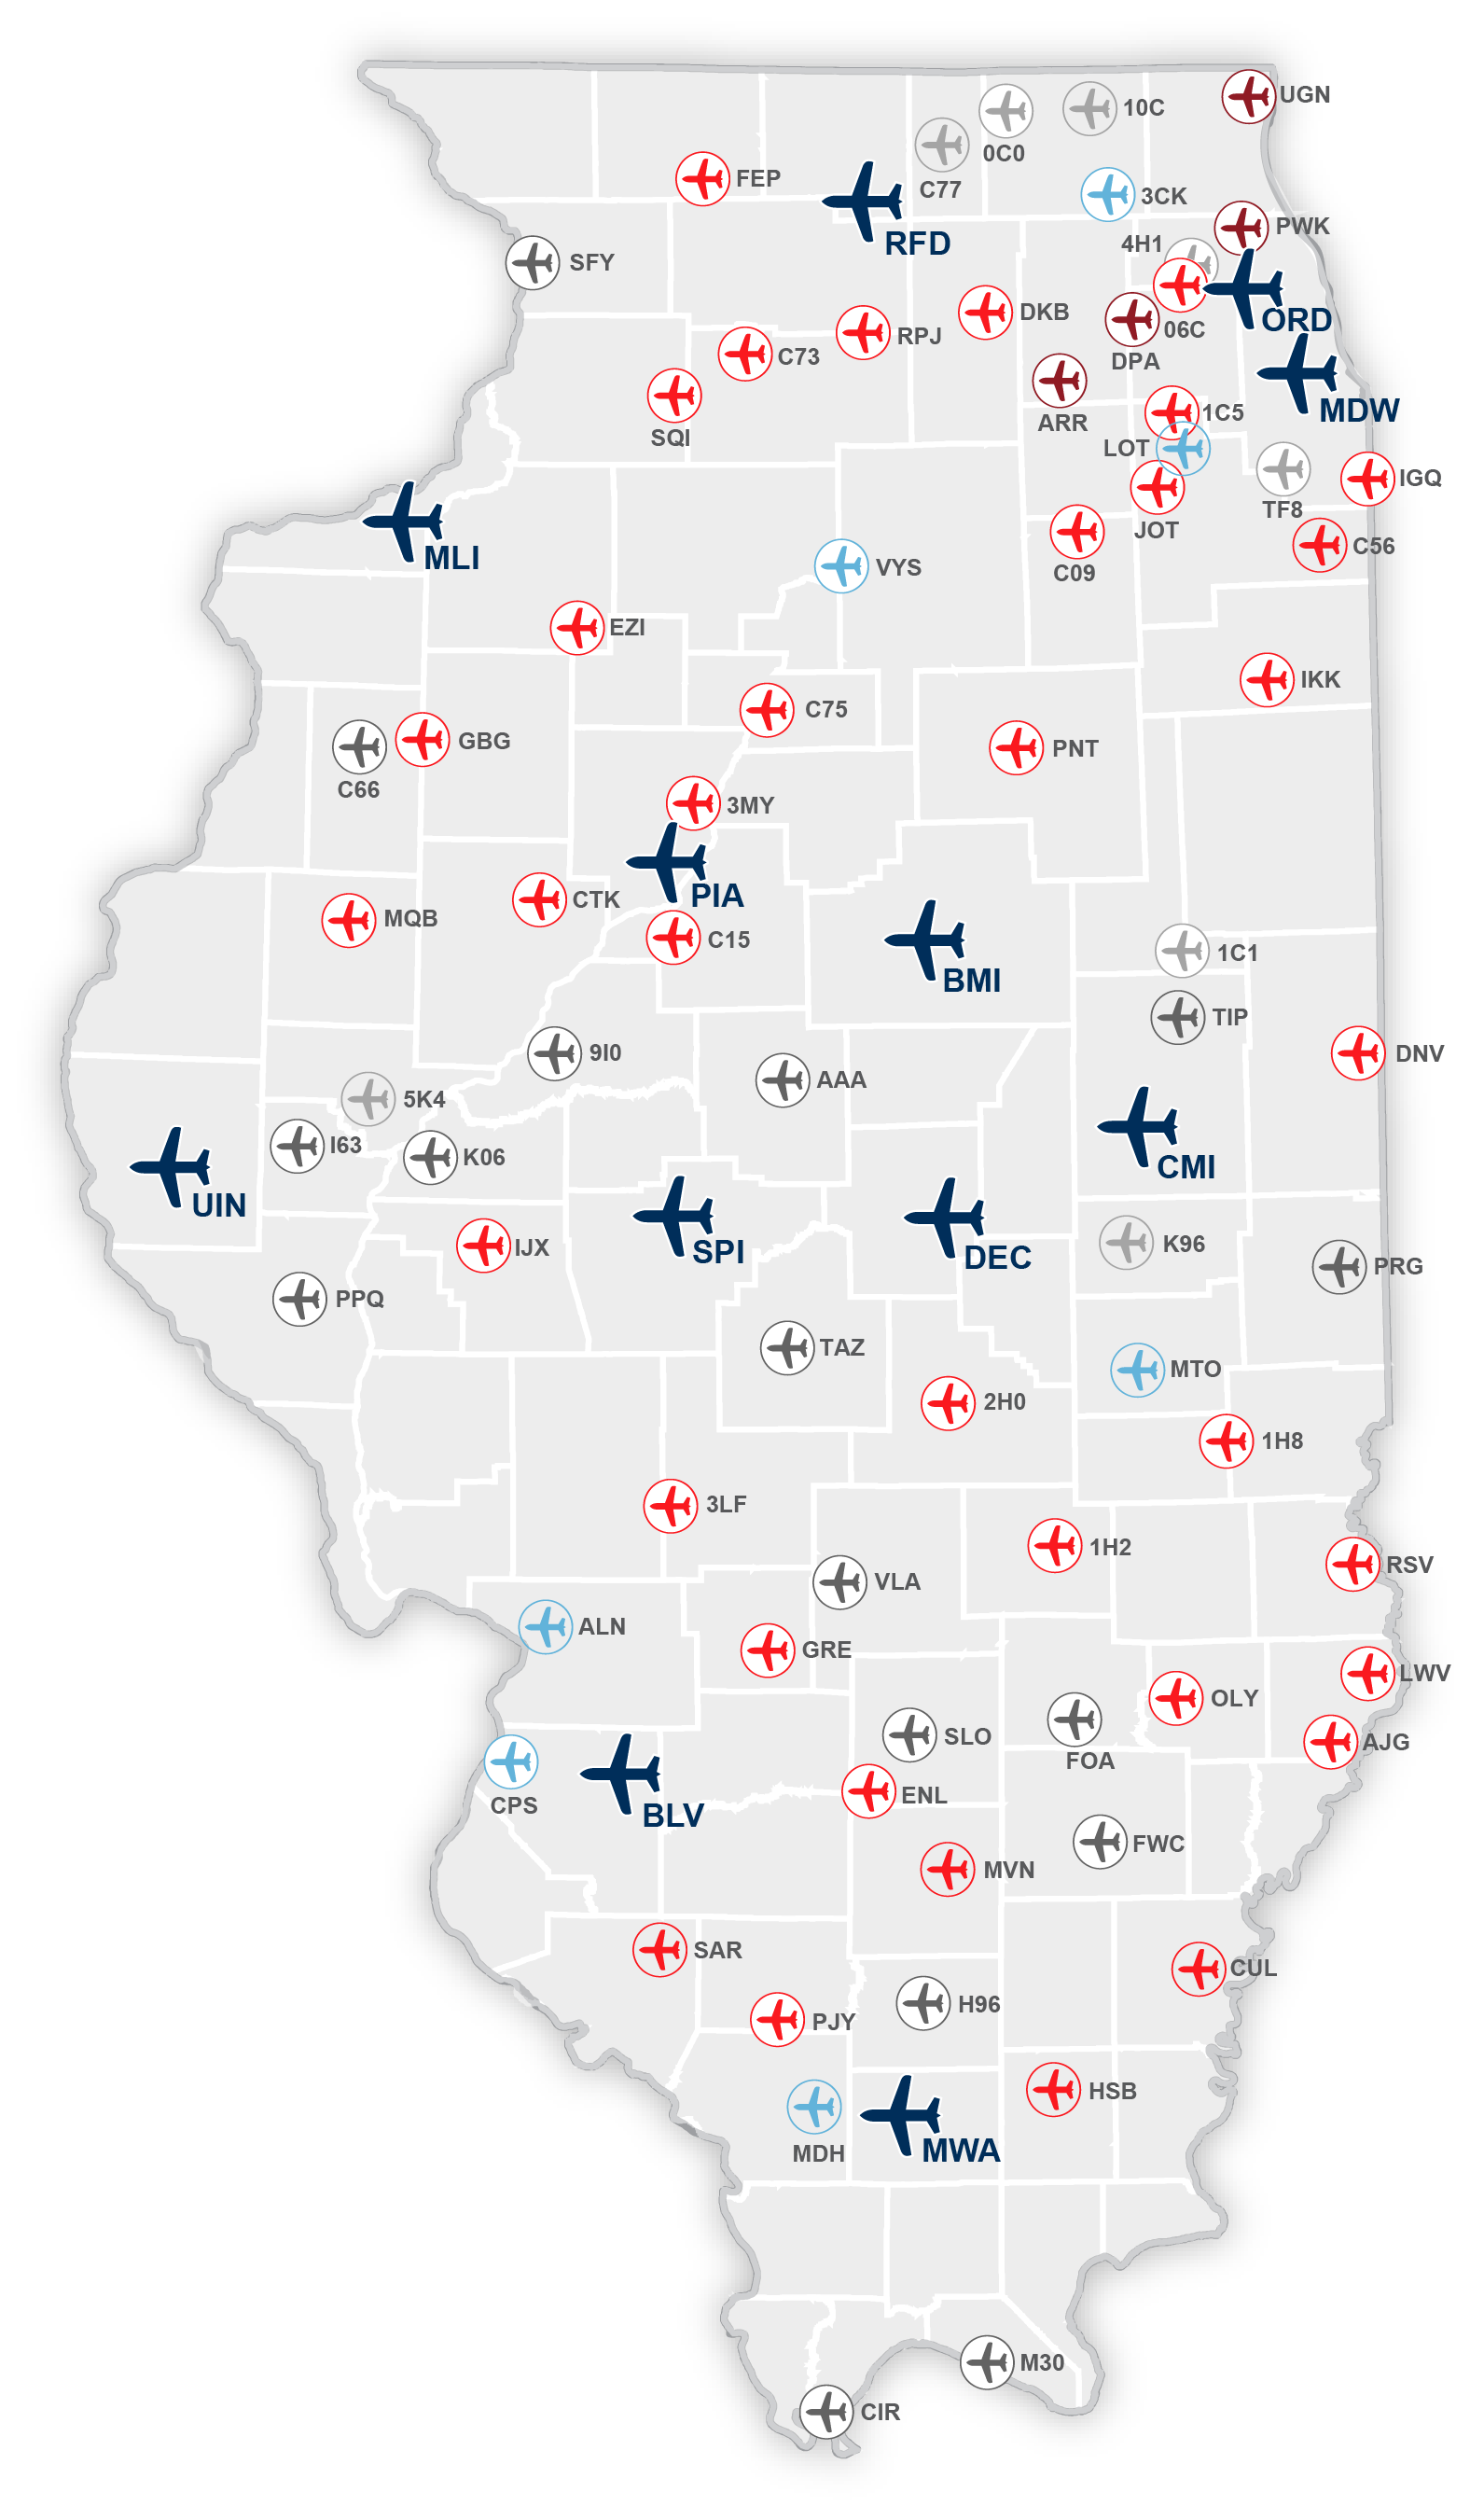 UGN
10C
0C0
C77
FEP
3CK
PWK
RFD
4H1
SFY
ORD
DKB
06C
RPJ
C73
DPA
MDW
1C5
ARR
SQI
LOT
IGQ
TF8
JOT
C56
MLI
VYS
C09
EZI
IKK
C75
GBG
PNT
C66
3MY
PIA
CTK
MQB
C15
1C1
BMI
TIP
9I0
DNV
AAA
5K4
I63
K06
CMI
UIN
K96
IJX
SPI
DEC
PRG
PPQ
TAZ
MTO
2H0
1H8
3LF
1H2
RSV
VLA
ALN
GRE
LWV
OLY
SLO
AJG
FOA
ENL
CPS
BLV
FWC
MVN
SAR
CUL
H96
PJY
HSB
MWA
MDH
M30
CIR